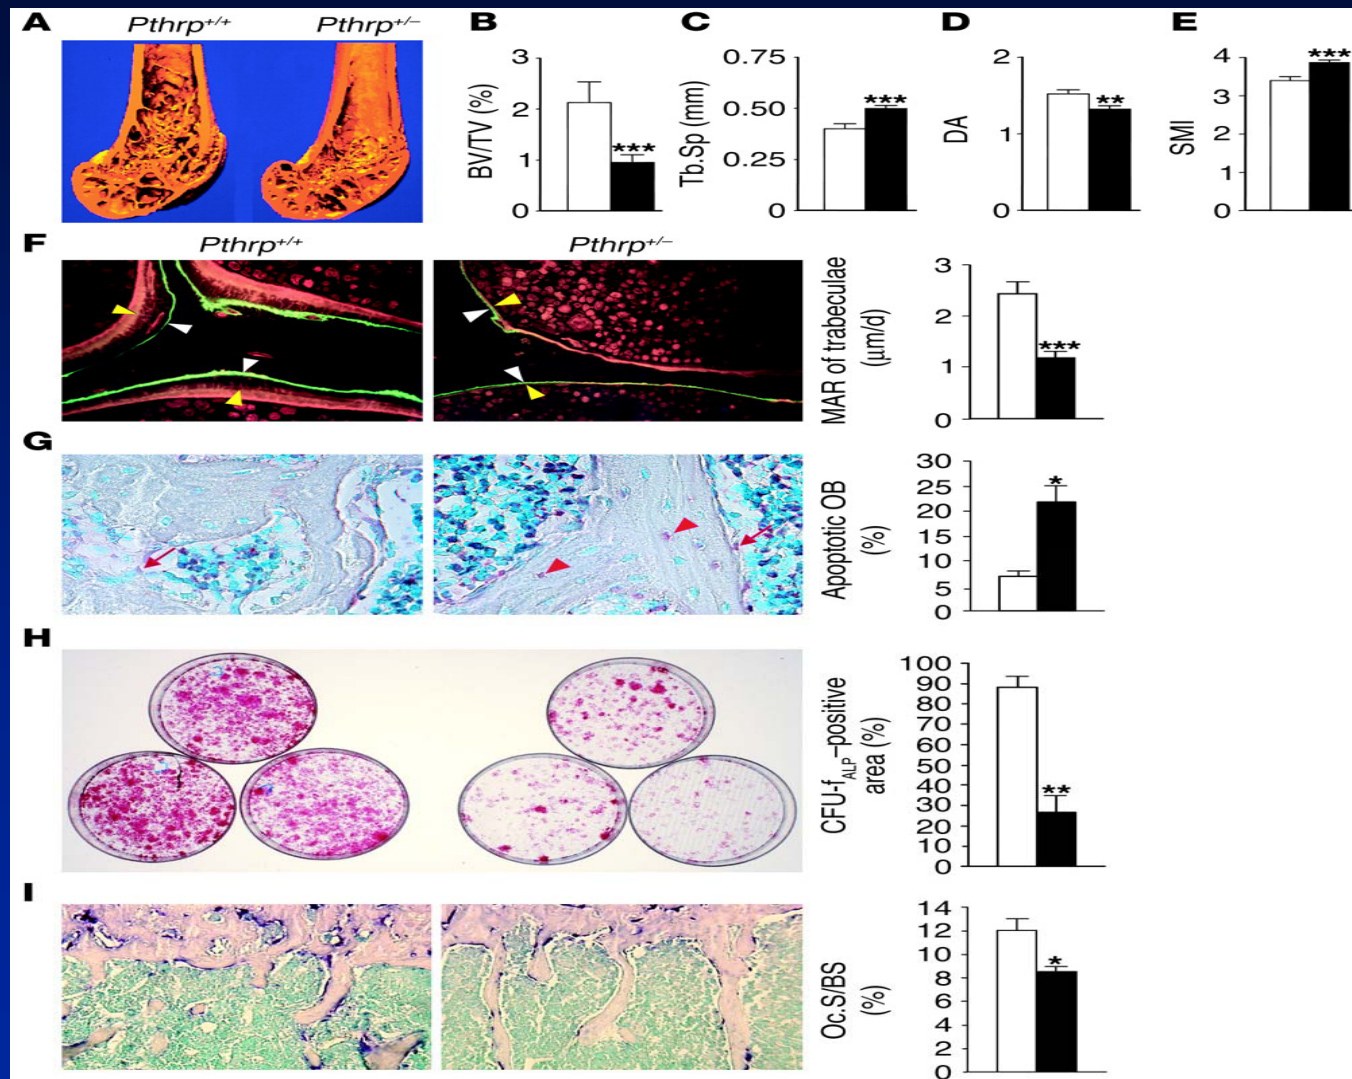 A
Pthrp+/+
Pthrp+/–
B
BV/TV (%)
3
2
1
0
***
C
Tb.Sp (mm)
0.75
0.50
0.25
0
***
D
DA
2
1
0
**
E
SMI
4
3
2
1
0
***
F
Pthrp+/+
Pthrp+/–
MAR of trabeculae
(μm/d)
3
2
1
0
***
G
Apoptotic OB
(%)
30
25
20
15
10
5
0
*
H
CFU-fALP–positive
area (%)
100
90
80
70
60
50
40
30
20
10
0
**
I
Oc.S/BS
(%)
14
12
10
8
6
4
2
0
*